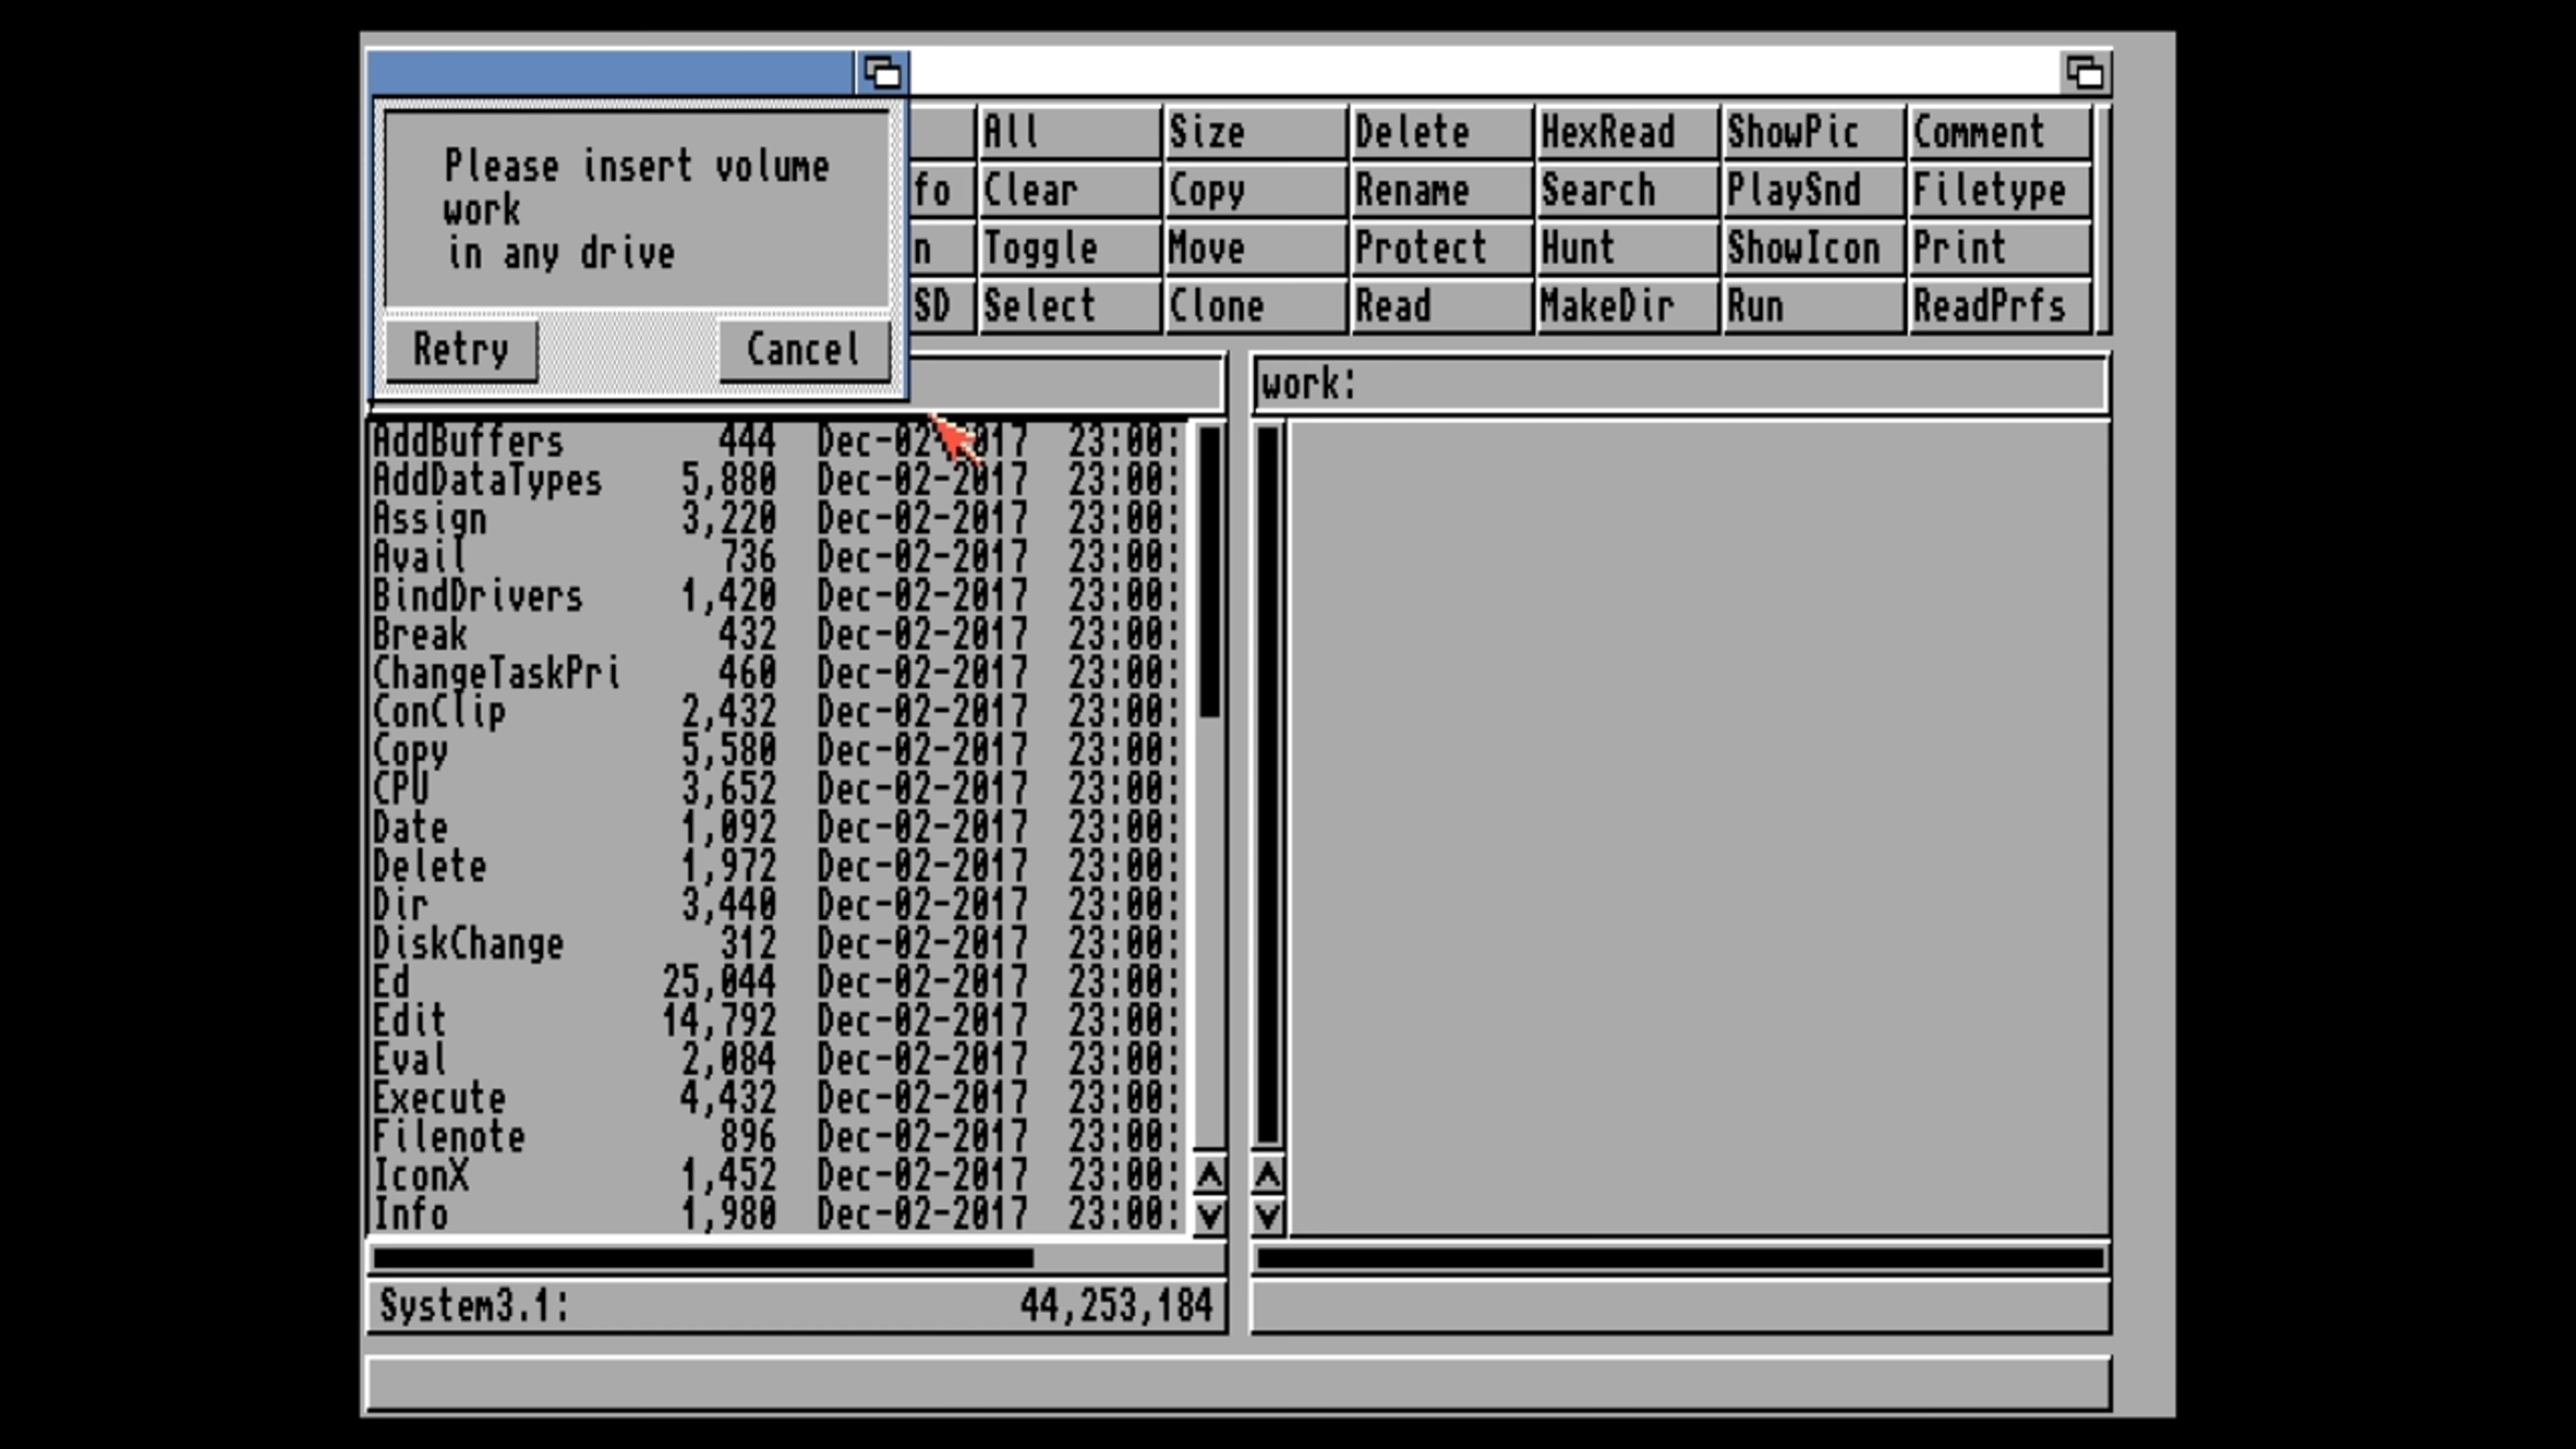 Please insert volume
work
in any drive
Retry Cancel
All Size Delete HexRead ShowPic Comment
fo Clear Copy Rename Search PlaySnd Filetype
n Toggle Move Protect Hunt ShowIcon Print
SD Select Clone Read MakeDir Run ReadPrfs
work:
AddBuffers 444 Dec-02-2017 23:00:
AddDataTypes 5,880 Dec-02-2017 23:00:
Assign 3,220 Dec-02-2017 23:00:
Avail 736 Dec-02-2017 23:00:
BindDrivers 1,420 Dec-02-2017 23:00:
Break 432 Dec-02-2017 23:00:
ChangeTaskPri 460 Dec-02-2017 23:00:
ConClip 2,432 Dec-02-2017 23:00:
Copy 5,580 Dec-02-2017 23:00:
CPU 3,652 Dec-02-2017 23:00:
Date 1,092 Dec-02-2017 23:00:
Delete 1,972 Dec-02-2017 23:00:
Dir 3,440 Dec-02-2017 23:00:
DiskChange 312 Dec-02-2017 23:00:
Ed 25,044 Dec-02-2017 23:00:
Edit 14,792 Dec-02-2017 23:00:
Eval 2,084 Dec-02-2017 23:00:
Execute 4,432 Dec-02-2017 23:00:
Filenote 896 Dec-02-2017 23:00:
IconX 1,452 Dec-02-2017 23:00:
Info 1,980 Dec-02-2017 23:00:
System3.1: 44,253,184